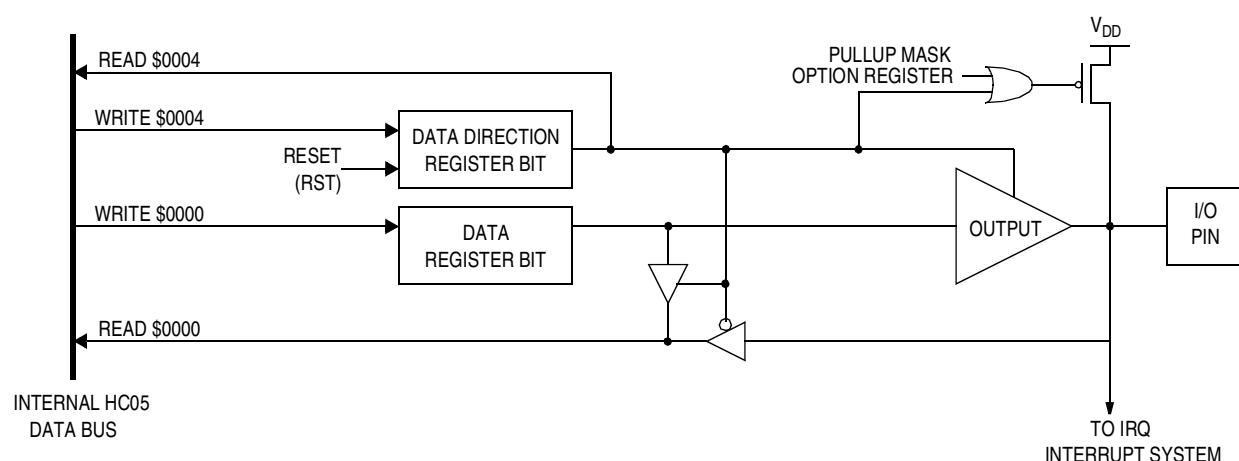 V_DD
READ $0004
PULLUP MASK
OPTION REGISTER
WRITE $0004
DATA DIRECTION
REGISTER BIT
RESET
(RST)
WRITE $0000
DATA
REGISTER BIT
OUTPUT
I/O
PIN
READ $0000
INTERNAL HC05
DATA BUS
TO IRQ
INTERRUPT SYSTEM